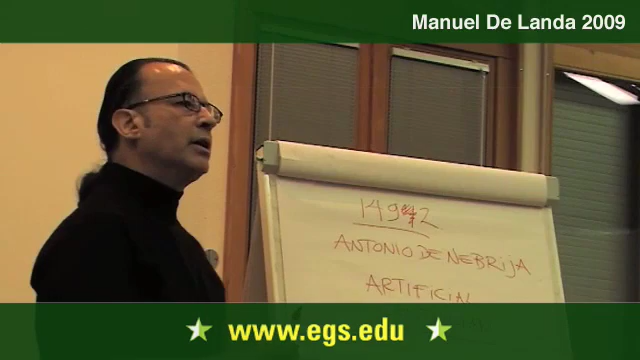 Manuel De Landa 2009
1492
ANTONIO DE NEBRIJA
ARTIFICIAL
www.egs.edu